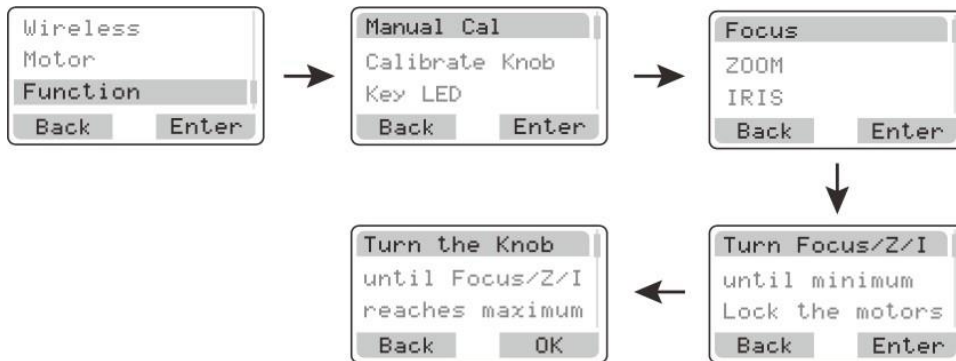 Wireless
Motor
Function
Back Enter
Manual Cal
Calibrate Knob
Key LED
Back Enter
Focus
ZOOM
IRIS
Back Enter
Turn Focus/Z/I
until minimum
Lock the motors
Back Enter
Turn the Knob
until Focus/Z/I
reaches maximum
Back OK